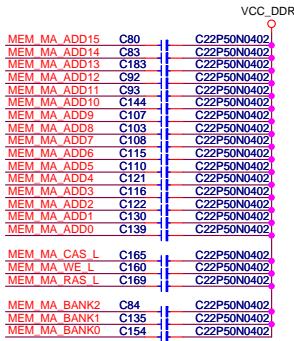 VCC_DDR
MEM_MA_ADD15 C80 C22P50N0402
MEM_MA_ADD14 C83 C22P50N0402
MEM_MA_ADD13 C183 C22P50N0402
MEM_MA_ADD12 C92 C22P50N0402
MEM_MA_ADD11 C93 C22P50N0402
MEM_MA_ADD10 C144 C22P50N0402
MEM_MA_ADD9 C107 C22P50N0402
MEM_MA_ADD8 C103 C22P50N0402
MEM_MA_ADD7 C108 C22P50N0402
MEM_MA_ADD6 C115 C22P50N0402
MEM_MA_ADD5 C110 C22P50N0402
MEM_MA_ADD4 C121 C22P50N0402
MEM_MA_ADD3 C116 C22P50N0402
MEM_MA_ADD2 C122 C22P50N0402
MEM_MA_ADD1 C130 C22P50N0402
MEM_MA_ADD0 C139 C22P50N0402
MEM_MA_CAS_L C165 C22P50N0402
MEM_MA_WE_L C160 C22P50N0402
MEM_MA_RAS_L C169 C22P50N0402
MEM_MA_BANK2 C84 C22P50N0402
MEM_MA_BANK1 C135 C22P50N0402
MEM_MA_BANK0 C154 C22P50N0402